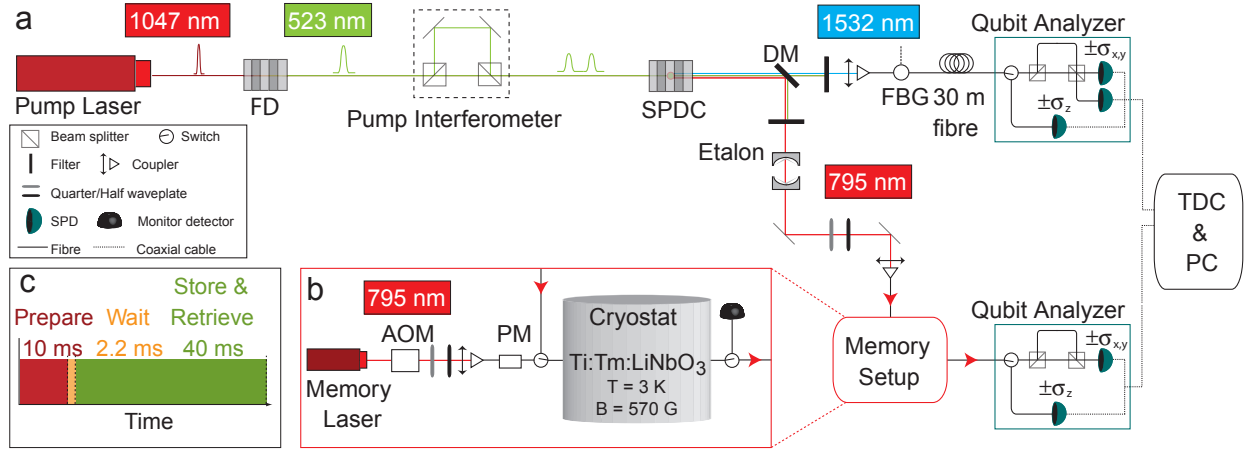 a
1047 nm
523 nm
1532 nm
Qubit Analyzer
±σx,y
±σz
DM
Pump Laser
FD
Pump Interferometer
SPDC
FBG 30 m
fibre
Beam splitter
Switch
Filter
Coupler
Quarter/Half waveplate
SPD
Monitor detector
Fibre
Coaxial cable
Etalon
795 nm
TDC
&
PC
c
Store &
Prepare Wait Retrieve
10 ms 2.2 ms 40 ms
Time
b
795 nm
AOM
PM
Memory
Laser
Cryostat
Ti:Tm:LiNbO3
T = 3 K
B = 570 G
Memory
Setup
Qubit Analyzer
±σx,y
±σz